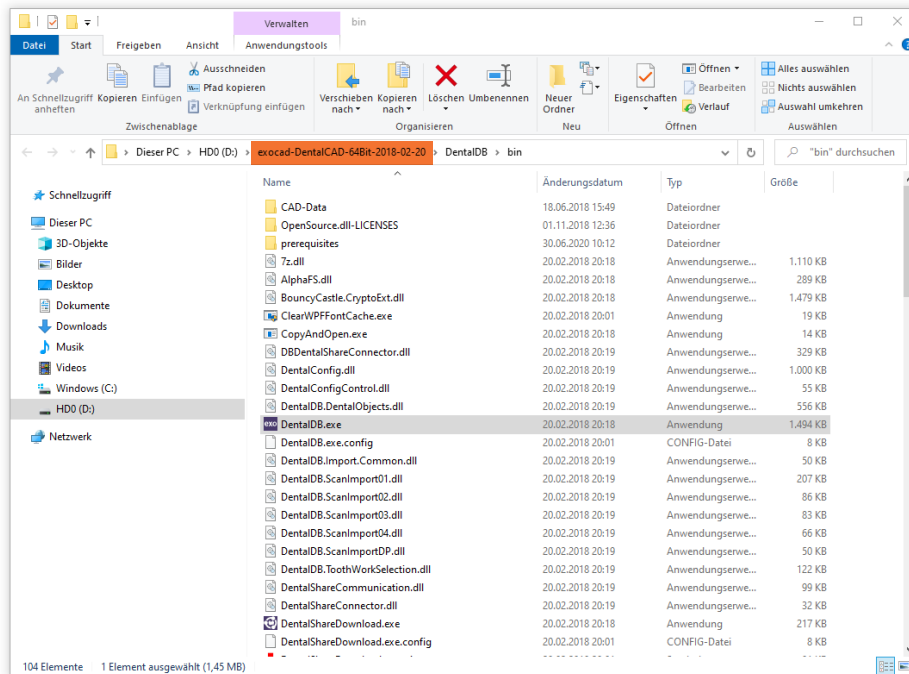 Verwalten bin
Datei Start Freigeben Ansicht Anwendungstools
An Schnellzugriff anheften Kopieren Einfügen Ausschneiden Pfad kopieren Verknüpfung einfügen
Zwischenablage
Verschieben nach Kopieren nach Löschen Umbenennen
Organisieren
Neuer Ordner
Neu
Eigenschaften Öffnen Bearbeiten Verlauf
Öffnen
Alles auswählen Nichts auswählen Auswahl umkehren
Auswählen
Dieser PC HD0 (D:) exocad-DentalCAD-64Bit-2018-02-20 DentalDB bin "bin" durchsuchen
Schnellzugriff
Dieser PC
3D-Objekte
Bilder
Desktop
Dokumente
Downloads
Musik
Videos
Windows (C:)
HD0 (D:)
Netzwerk
Name Änderungsdatum Typ Größe
CAD-Data 18.06.2018 15:49 Dateiordner
OpenSource.dll-LICENSES 01.11.2018 12:36 Dateiordner
prerequisites 30.06.2020 10:12 Dateiordner
7z.dll 20.02.2018 20:18 Anwendungserwe... 1.110 KB
AlphaFS.dll 20.02.2018 20:18 Anwendungserwe... 289 KB
BouncyCastle.CryptoExt.dll 20.02.2018 20:18 Anwendungserwe... 1.479 KB
ClearWPFFontCache.exe 20.02.2018 20:01 Anwendung 19 KB
CopyAndOpen.exe 20.02.2018 20:18 Anwendung 14 KB
DBDentalShareConnector.dll 20.02.2018 20:19 Anwendungserwe... 329 KB
DentalConfig.dll 20.02.2018 20:19 Anwendungserwe... 1.000 KB
DentalConfigControl.dll 20.02.2018 20:19 Anwendungserwe... 55 KB
DentalDB.DentalObjects.dll 20.02.2018 20:19 Anwendungserwe... 556 KB
exo DentalDB.exe 20.02.2018 20:18 Anwendung 1.494 KB
DentalDB.exe.config 20.02.2018 20:01 CONFIG-Datei 8 KB
DentalDB.Import.Common.dll 20.02.2018 20:19 Anwendungserwe... 50 KB
DentalDB.ScanImport01.dll 20.02.2018 20:19 Anwendungserwe... 207 KB
DentalDB.ScanImport02.dll 20.02.2018 20:19 Anwendungserwe... 86 KB
DentalDB.ScanImport03.dll 20.02.2018 20:19 Anwendungserwe... 83 KB
DentalDB.ScanImport04.dll 20.02.2018 20:19 Anwendungserwe... 66 KB
DentalDB.ScanImportDP.dll 20.02.2018 20:19 Anwendungserwe... 50 KB
DentalDB.ToothWorkSelection.dll 20.02.2018 20:19 Anwendungserwe... 122 KB
DentalShareCommunication.dll 20.02.2018 20:19 Anwendungserwe... 99 KB
DentalShareConnector.dll 20.02.2018 20:19 Anwendungserwe... 32 KB
DentalShareDownload.exe 20.02.2018 20:18 Anwendung 217 KB
DentalShareDownload.exe.config 20.02.2018 20:01 CONFIG-Datei 8 KB
104 Elemente 1 Element ausgewählt (1,45 MB)